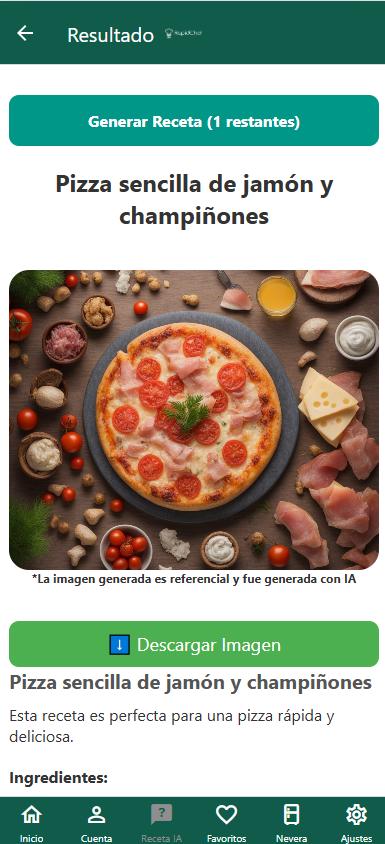 Resultado RapidChef
Generar Receta (1 restantes)
Pizza sencilla de jamón y
champiñones
*La imagen generada es referencial y fue generada con IA
Descargar Imagen
Pizza sencilla de jamón y champiñones
Esta receta es perfecta para una pizza rápida y
deliciosa.
Ingredientes:
Inicio Cuenta Receta IA Favoritos Nevera Ajustes